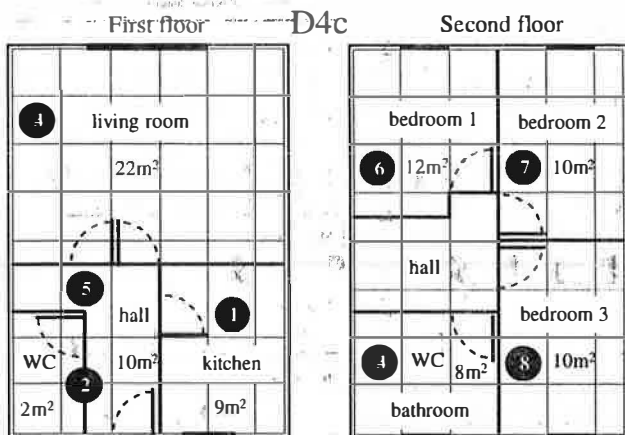 First floor
D4c
Second floor
living room
22m²
5
hall
1
WC
10m²
kitchen
2
2m²
9m²
bedroom 1
bedroom 2
6
12m²
7
10m²
hall
bedroom 3
4
WC
8m²
8
10m²
bathroom